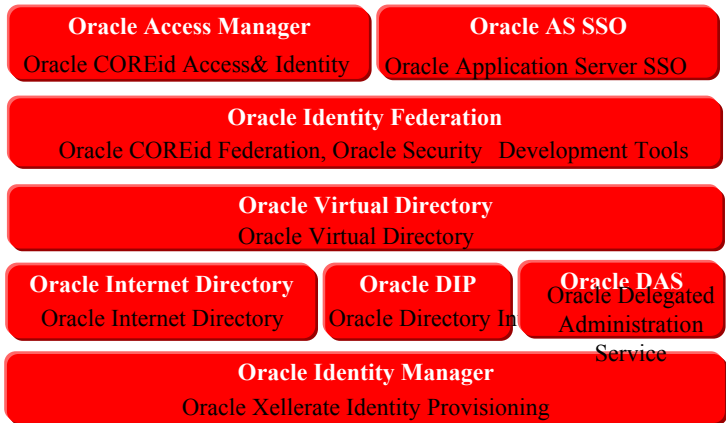 Oracle Access Manager
Oracle COREid Access& Identity
Oracle AS SSO
Oracle Application Server SSO
Oracle Identity Federation
Oracle COREid Federation, Oracle Security Development Tools
Oracle Virtual Directory
Oracle Virtual Directory
Oracle Internet Directory
Oracle Internet Directory
Oracle DIP
Oracle Directory In
Oracle DAS
Oracle Delegated
Administration
Service
Oracle Identity Manager
Oracle Xellerate Identity Provisioning